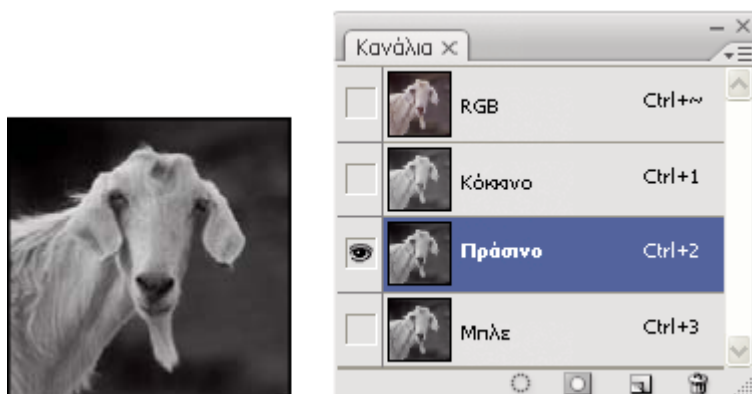 Κανάλια
RGB Ctrl+~
Κόκκινο Ctrl+1
Πράσινο Ctrl+2
Μπλε Ctrl+3